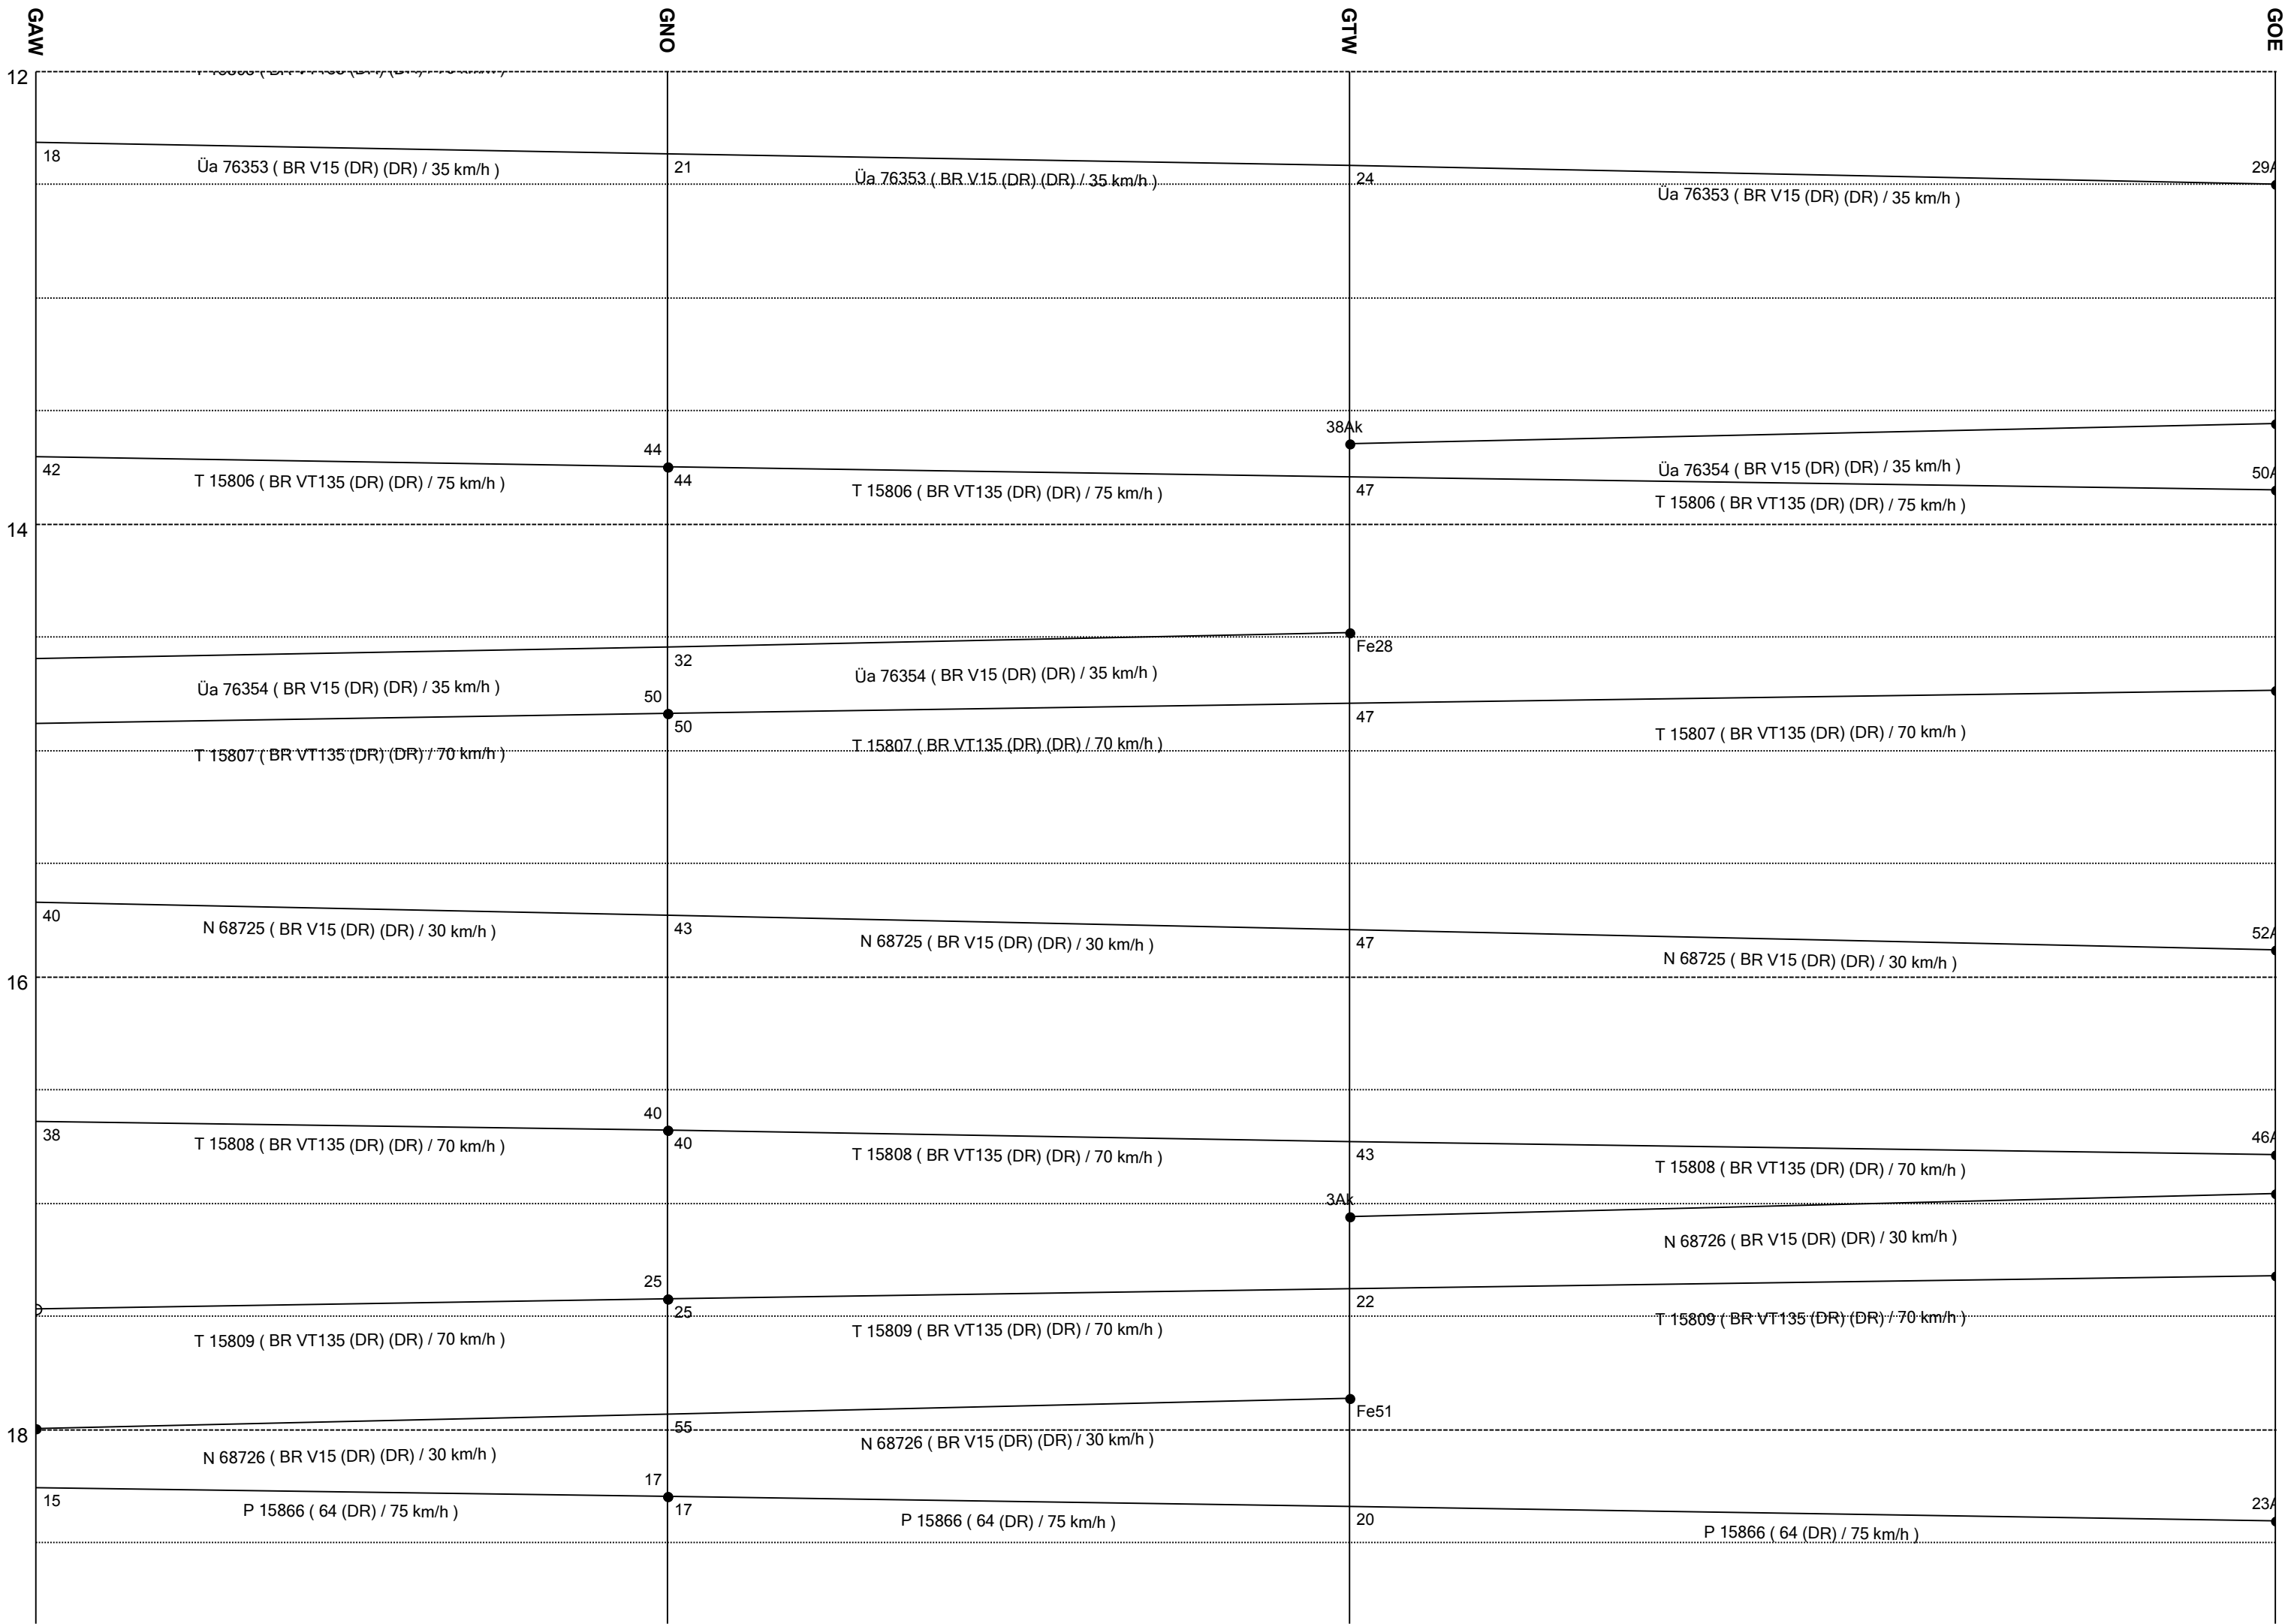 GAW GNO GTW GOE
12
18 21 24 29A
Üa 76353 ( BR V15 (DR) (DR) / 35 km/h ) Üa 76353 ( BR V15 (DR) (DR) / 35 km/h ) Üa 76353 ( BR V15 (DR) (DR) / 35 km/h )
38Ak
44
42 44 47 50A
Üa 76354 ( BR V15 (DR) (DR) / 35 km/h )
T 15806 ( BR VT135 (DR) (DR) / 75 km/h ) T 15806 ( BR VT135 (DR) (DR) / 75 km/h ) T 15806 ( BR VT135 (DR) (DR) / 75 km/h )
14
32 Fe28
Üa 76354 ( BR V15 (DR) (DR) / 35 km/h ) Üa 76354 ( BR V15 (DR) (DR) / 35 km/h )
50
50 47
T 15807 ( BR VT135 (DR) (DR) / 70 km/h ) T 15807 ( BR VT135 (DR) (DR) / 70 km/h ) T 15807 ( BR VT135 (DR) (DR) / 70 km/h )
40 43 47 52A
N 68725 ( BR V15 (DR) (DR) / 30 km/h ) N 68725 ( BR V15 (DR) (DR) / 30 km/h ) N 68725 ( BR V15 (DR) (DR) / 30 km/h )
16
40
38 40 43 46A
T 15808 ( BR VT135 (DR) (DR) / 70 km/h ) T 15808 ( BR VT135 (DR) (DR) / 70 km/h ) T 15808 ( BR VT135 (DR) (DR) / 70 km/h )
3Ak
N 68726 ( BR V15 (DR) (DR) / 30 km/h )
25
25 22
T 15809 ( BR VT135 (DR) (DR) / 70 km/h ) T 15809 ( BR VT135 (DR) (DR) / 70 km/h ) T 15809 ( BR VT135 (DR) (DR) / 70 km/h )
55 Fe51
18
N 68726 ( BR V15 (DR) (DR) / 30 km/h ) N 68726 ( BR V15 (DR) (DR) / 30 km/h )
17
15 17 20 23A
P 15866 ( 64 (DR) / 75 km/h ) P 15866 ( 64 (DR) / 75 km/h ) P 15866 ( 64 (DR) / 75 km/h )